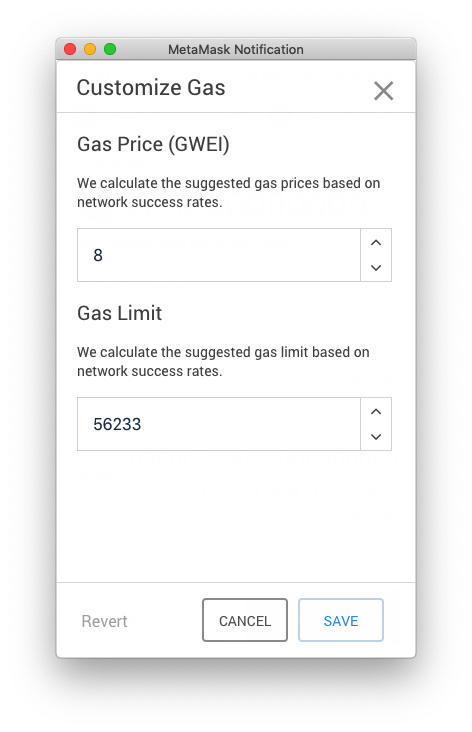 MetaMask Notification
Customize Gas
Gas Price (GWEI)
We calculate the suggested gas prices based on
network success rates.
8
Gas Limit
We calculate the suggested gas limit based on
network success rates.
56233
Revert
CANCEL
SAVE